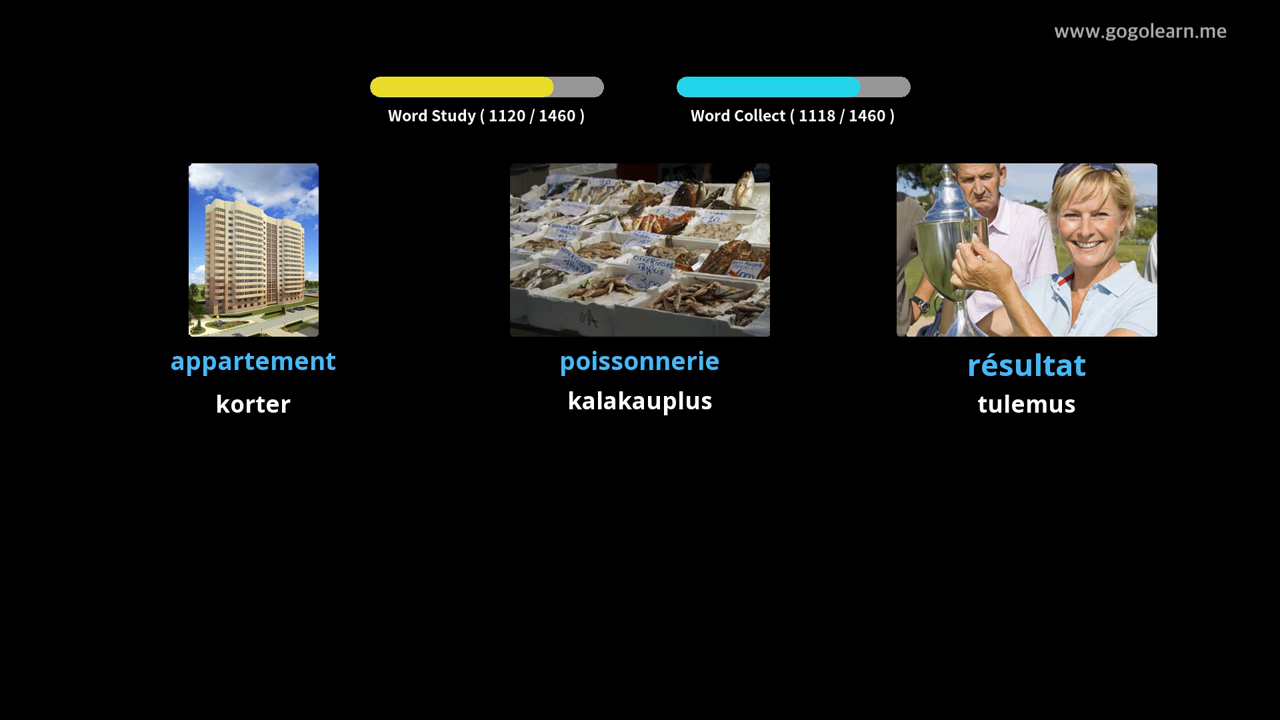 www.gogolearn.me
Word Study ( 1120 / 1460 )
Word Collect ( 1118 / 1460 )
appartement
poissonnerie
résultat
korter
kalakauplus
tulemus